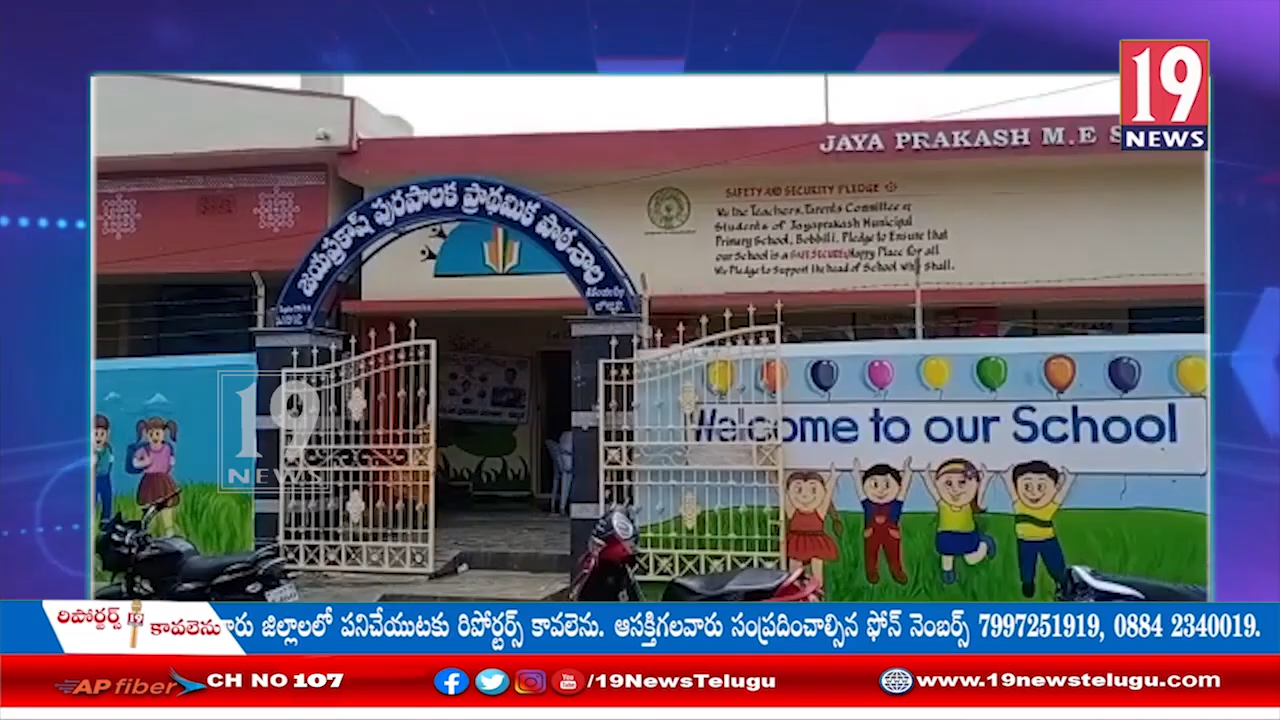 19
NEWS
JAYA PRAKASH M.E S
SAFETY AND SECURITY PLEDGE
We the Teachers, Parents Committee &
Students of Jayaprakash Municipal
Primary School, Bobbili, Pledge to Ensure that
our School is a SAFE, SECURE, Happy Place for all
We Pledge to Support the head of School who Shall.
జయప్రకాష్ పురపాలక ప్రాథమిక పాఠశాల
బొబ్బిలి
Welcome to our School
19
NEWS
రిపోర్టర్స్
కావలెను
జిల్లాలలో పనిచేయుటకు రిపోర్టర్స్ కావలెను. ఆసక్తిగలవారు సంప్రదించాల్సిన ఫోన్ నెంబర్స్ 7997251919, 0884 2340019.
AP fiber CH NO 107
/19NewsTelugu
www.19newstelugu.com